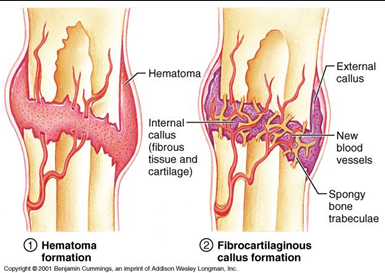 Hematoma
External
callus
Internal
callus
(fibrous
tissue and
cartilage)
New
blood
vessels
Spongy
bone
trabeculae
1 Hematoma
formation
2 Fibrocartilaginous
callus formation
Copyright © 2001 Benjamin Cummings, an imprint of Addison Wesley Longman, Inc.